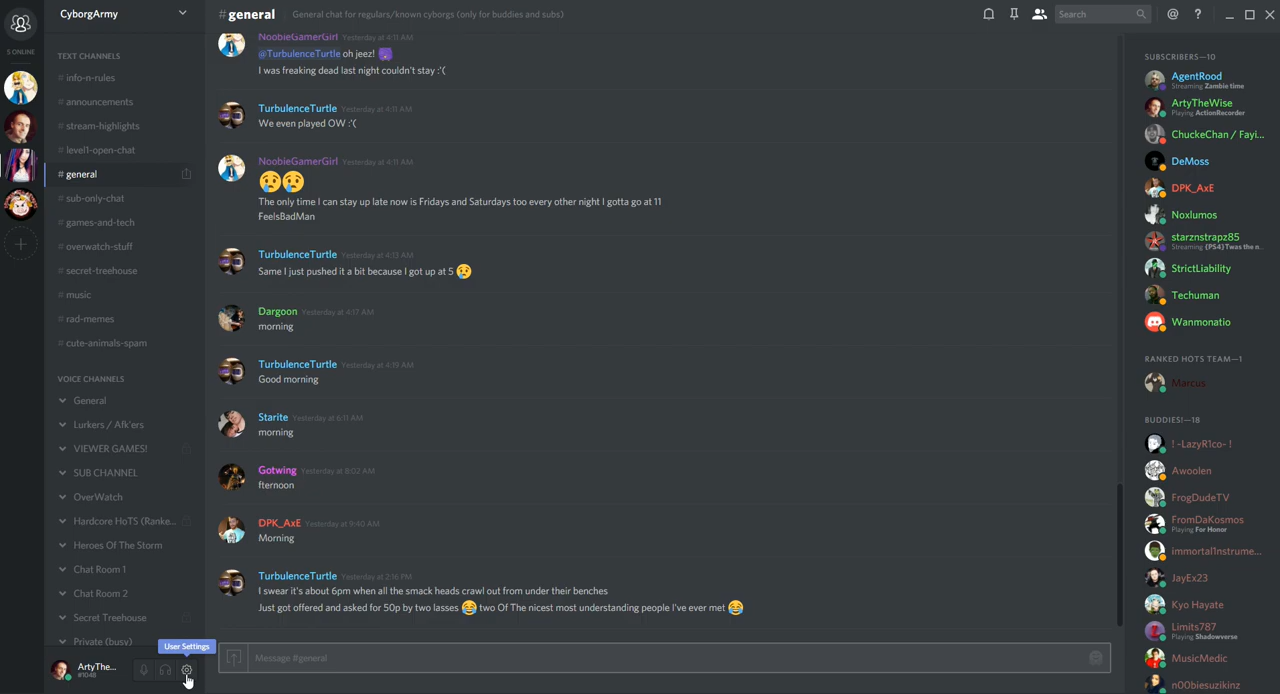 CyborgArmy
# general
General chat for regulars/known cyborgs (only for buddies and subs)
Search
@
?
5 ONLINE
TEXT CHANNELS
# info-n-rules
# announcements
# stream-highlights
# level1-open-chat
# general
# sub-only-chat
# games-and-tech
# overwatch-stuff
# secret-treehouse
# music
# rad-memes
# cute-animals-spam
VOICE CHANNELS
General
Lurkers / Afk'ers
VIEWER GAMES!
SUB CHANNEL
OverWatch
Hardcore HoTS (Ranke...
Heroes Of The Storm
Chat Room 1
Chat Room 2
Secret Treehouse
Private (busy)
User Settings
ArtyThe...
#1048
NoobieGamerGirl Yesterday at 4:11 AM
@TurbulenceTurtle oh jeez!
I was freaking dead last night couldn't stay :'(
TurbulenceTurtle Yesterday at 4:11 AM
We even played OW :'(
NoobieGamerGirl Yesterday at 4:11 AM
😢😢
The only time I can stay up late now is Fridays and Saturdays too every other night I gotta go at 11
FeelsBadMan
TurbulenceTurtle Yesterday at 4:13 AM
Same I just pushed it a bit because I got up at 5 😢
Dargoon Yesterday at 4:17 AM
morning
TurbulenceTurtle Yesterday at 4:19 AM
Good morning
Starite Yesterday at 6:11 AM
morning
Gotwing Yesterday at 8:02 AM
fternoon
DPK_AxE Yesterday at 9:40 AM
Morning
TurbulenceTurtle Yesterday at 2:16 PM
I swear it's about 6pm when all the smack heads crawl out from under their benches
Just got offered and asked for 50p by two lasses 😂 two Of The nicest most understanding people I've ever met 😂
Message #general
SUBSCRIBERS—10
AgentRood
Streaming Zambie time
ArtyTheWise
Playing ActionRecorder
ChuckeChan / Fayi...
DeMoss
DPK_AxE
Noxlumos
starznstrapz85
Streaming {PS4}Twas the n...
StrictLiability
Techuman
Wanmonatio
RANKED HOTS TEAM—1
Marcus
BUDDIES!—18
! -LazyR1co- !
Awoolen
FrogDudeTV
FromDaKosmos
Playing For Honor
immortal1nstrume...
JayEx23
Kyo Hayate
Limits787
Playing Shadowverse
MusicMedic
n00biesuzikinz